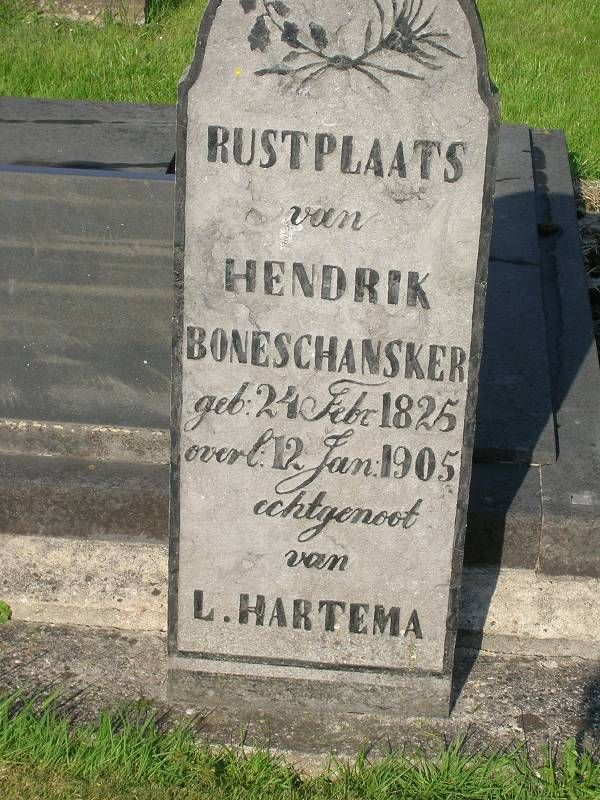 RUSTPLAATS
van
HENDRIK
BONESCHANSKER
geb: 24 Febr 1825
overl: 12 Jan: 1905
echtgenoot
van
L. HARTEMA